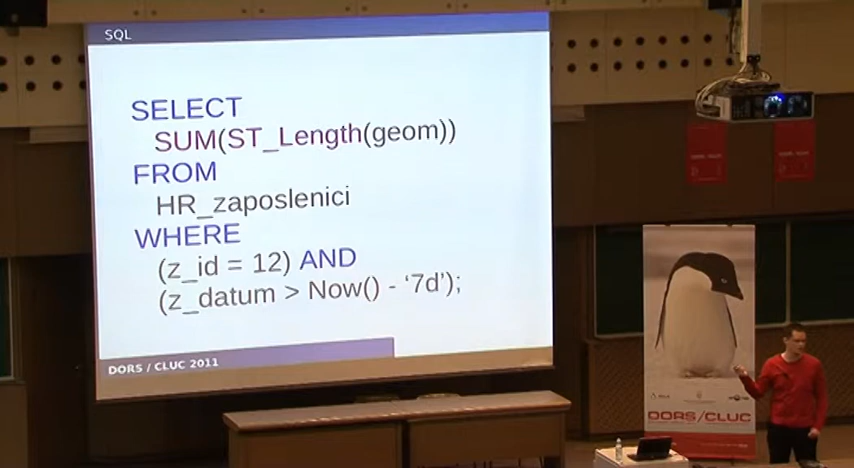 SQL
SELECT
SUM(ST_Length(geom))
FROM
HR_zaposlenici
WHERE
(z_id = 12) AND
(z_datum > Now() - ‘7d’);
DORS / CLUC 2011
DORS/CLUC